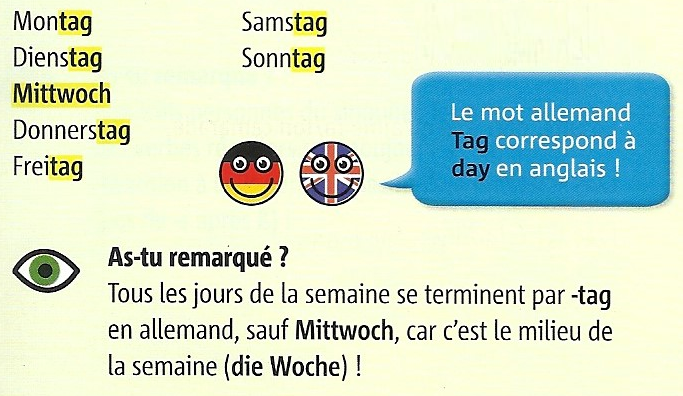 Montag
Dienstag
Mittwoch
Donnerstag
Freitag
Samstag
Sonntag
Le mot allemand
Tag correspond à
day en anglais !
As-tu remarqué ?
Tous les jours de la semaine se terminent par -tag
en allemand, sauf Mittwoch, car c'est le milieu de
la semaine (die Woche) !